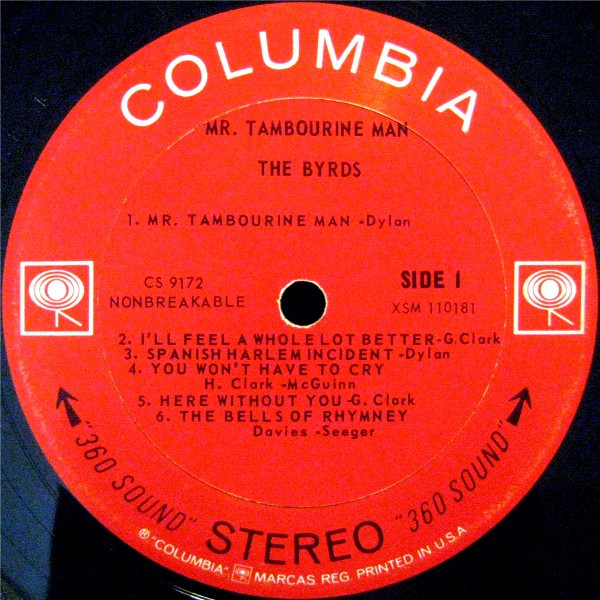 COLUMBIA
MR. TAMBOURINE MAN
THE BYRDS
1. MR. TAMBOURINE MAN -Dylan
CS 9172
NONBREAKABLE
SIDE 1
XSM 110181
2. I'LL FEEL A WHOLE LOT BETTER-G. Clark
3. SPANISH HARLEM INCIDENT -Dylan
4. YOU WON'T HAVE TO CRY
H. Clark -McGuinn
5. HERE WITHOUT YOU -G. Clark
6. THE BELLS OF RHYMNEY
Davies -Seeger
"360 SOUND" STEREO "360 SOUND"
® "COLUMBIA" MARCAS REG. PRINTED IN U.S.A.